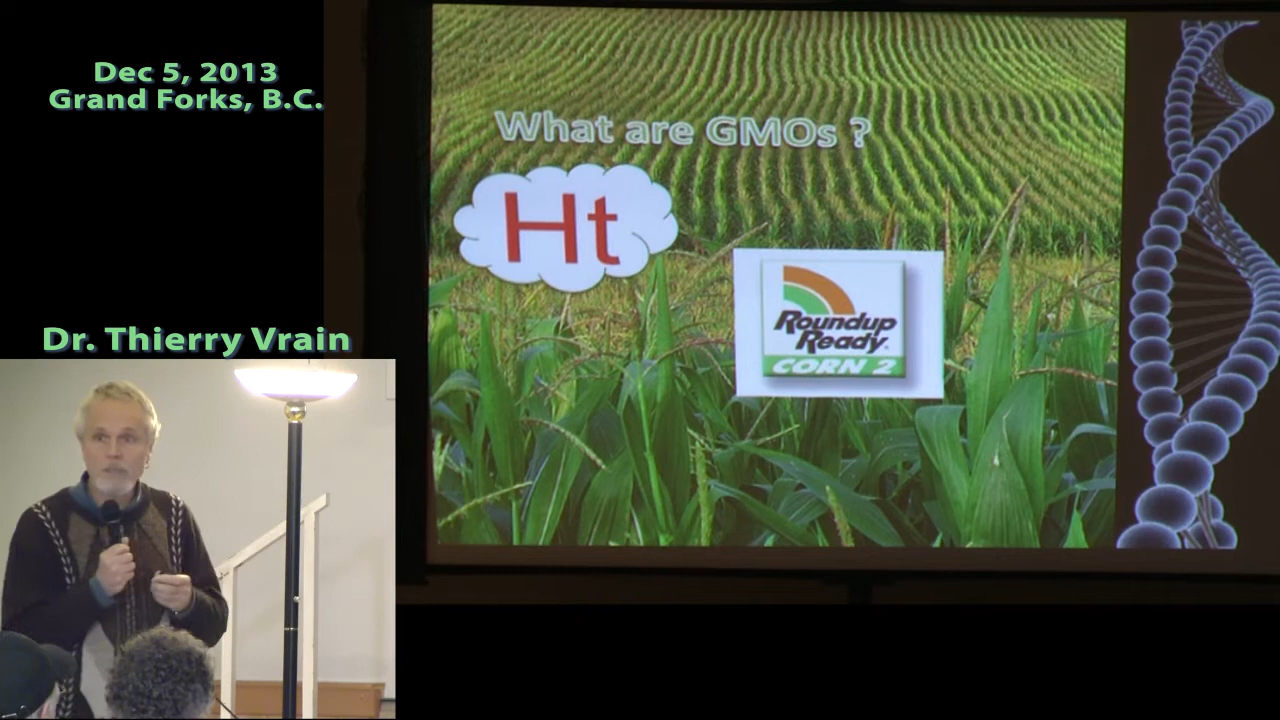 Dec 5, 2013
Grand Forks, B.C.
Dr. Thierry Vrain
What are GMOs ?
Ht
Roundup
Ready
CORN 2